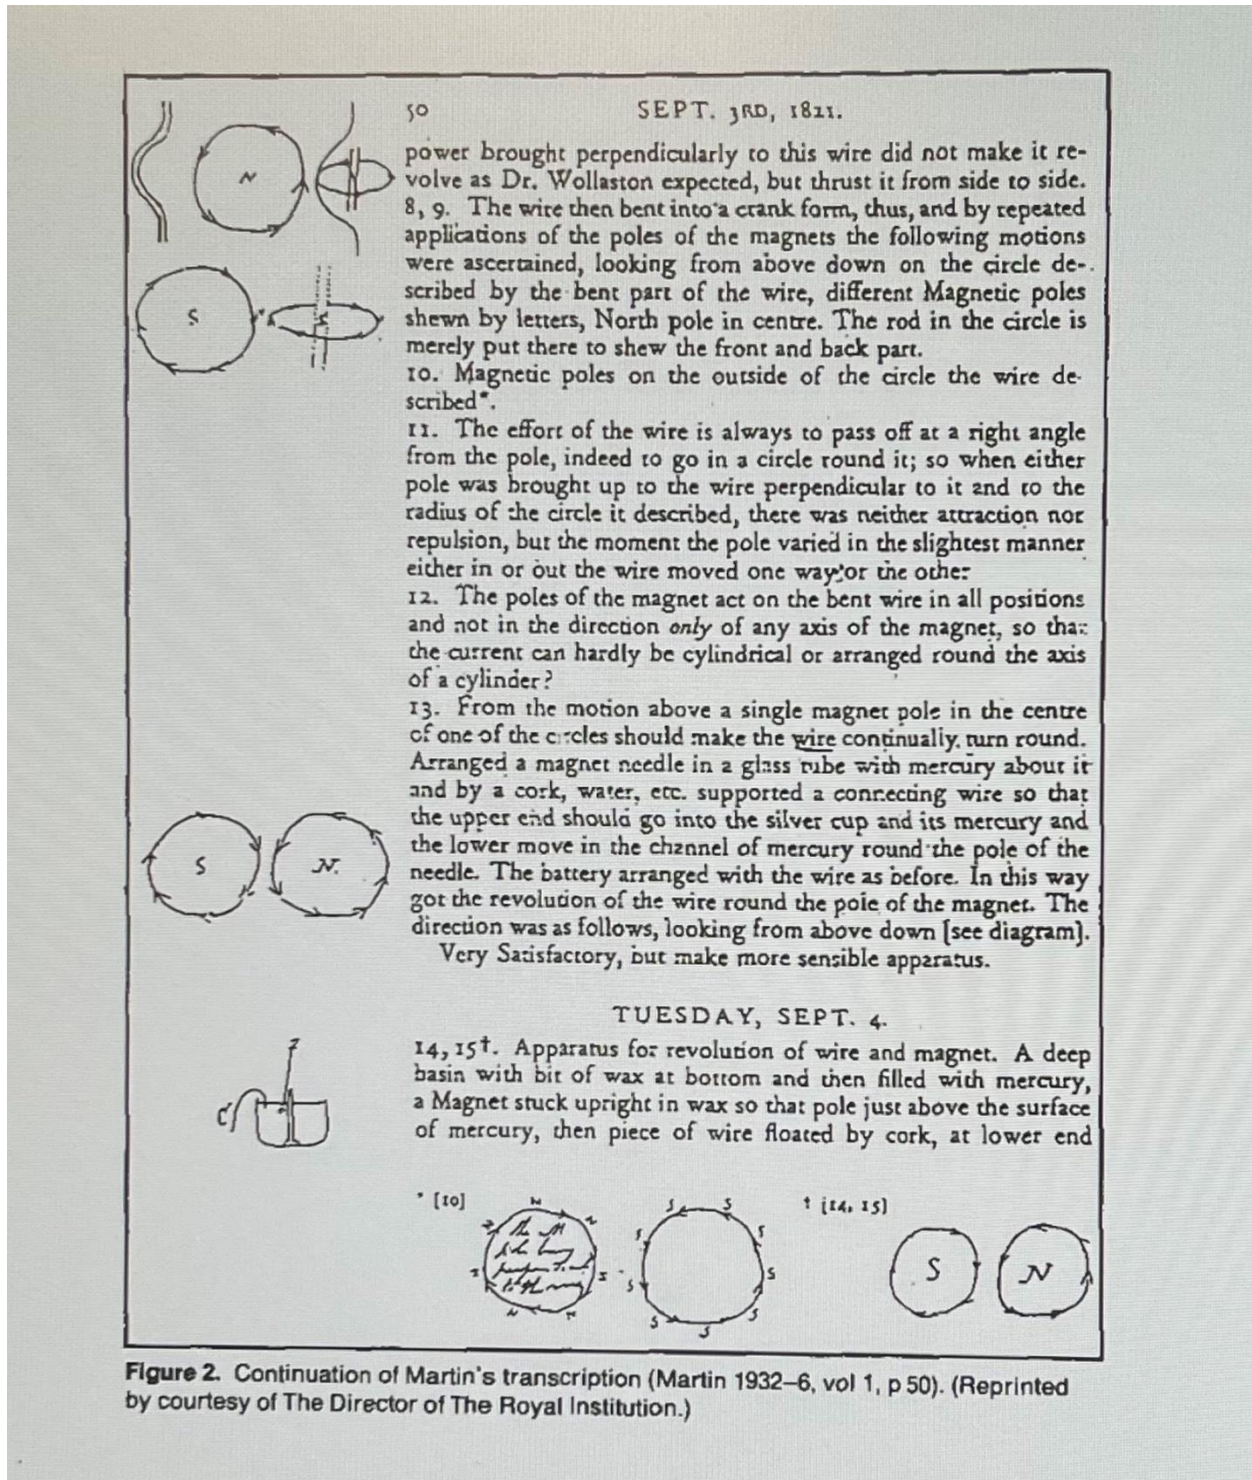 50 SEPT. 3RD, 1821.
power brought perpendicularly to this wire did not make it re-
volve as Dr. Wollaston expected, but thrust it from side to side.
8, 9. The wire then bent into a crank form, thus, and by repeated
applications of the poles of the magnets the following motions
were ascertained, looking from above down on the circle de-
scribed by the bent part of the wire, different Magnetic poles
shewn by letters, North pole in centre. The rod in the circle is
merely put there to shew the front and back part.
10. Magnetic poles on the outside of the circle the wire de-
scribed*.
11. The effort of the wire is always to pass off at a right angle
from the pole, indeed to go in a circle round it; so when either
pole was brought up to the wire perpendicular to it and to the
radius of the circle it described, there was neither attraction nor
repulsion, but the moment the pole varied in the slightest manner
either in or out the wire moved one way or the other
12. The poles of the magnet act on the bent wire in all positions
and not in the direction only of any axis of the magnet, so that
the current can hardly be cylindrical or arranged round the axis
of a cylinder?
13. From the motion above a single magnet pole in the centre
of one of the circles should make the wire continually turn round.
Arranged a magnet needle in a glass tube with mercury about it
and by a cork, water, etc. supported a connecting wire so that
the upper end should go into the silver cup and its mercury and
the lower move in the channel of mercury round the pole of the
needle. The battery arranged with the wire as before. In this way
got the revolution of the wire round the pole of the magnet. The
direction was as follows, looking from above down [see diagram].
Very Satisfactory, but make more sensible apparatus.
TUESDAY, SEPT. 4.
14, 15†. Apparatus for revolution of wire and magnet. A deep
basin with bit of wax at bottom and then filled with mercury,
a Magnet stuck upright in wax so that pole just above the surface
of mercury, then piece of wire floated by cork, at lower end
N
S
S N.
C Z
* [10]
N N
S S S S S S S S S
† [14, 15]
S N
Figure 2. Continuation of Martin's transcription (Martin 1932–6, vol 1, p 50). (Reprinted
by courtesy of The Director of The Royal Institution.)